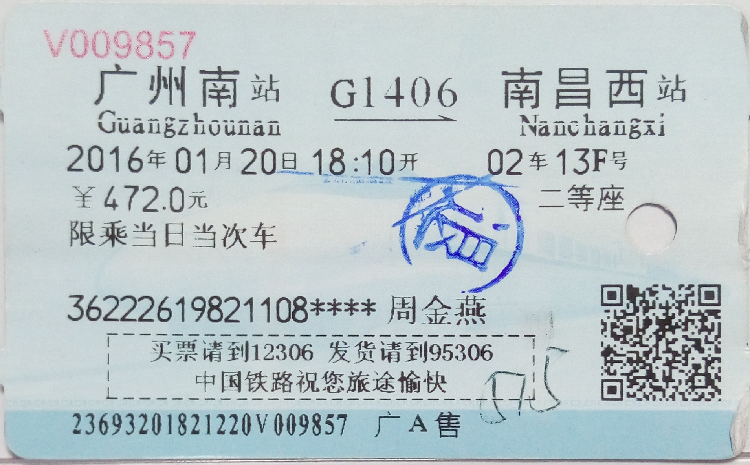 V009857
广州南站 G1406 南昌西站
Guangzhounan Nanchangxi
2016年01月20日 18:10开 02车13F号
￥472.0元 二等座
限乘当日当次车
36222619821108**** 周金燕
买票请到12306 发货请到95306
中国铁路祝您旅途愉快
515
23693201821220V009857 广A售